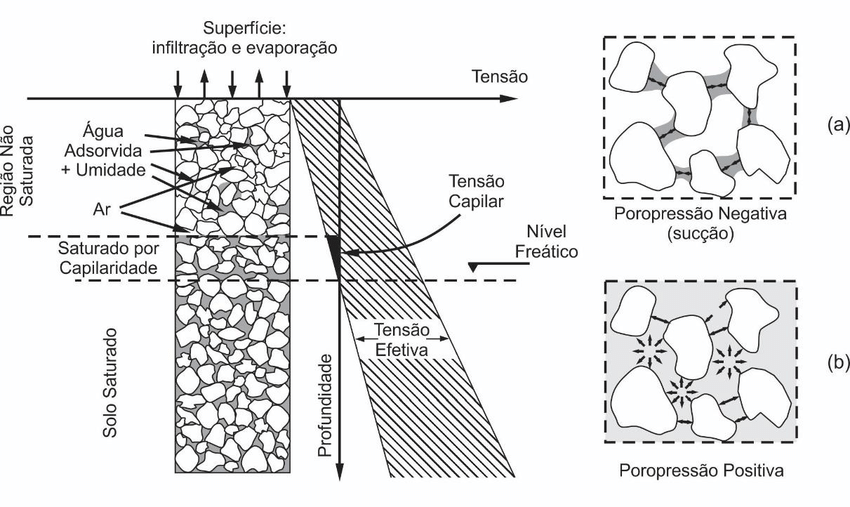 Superfície:
infiltração e evaporação
Tensão
Região Não
Saturada
Água
Adsorvida
+ Umidade
Ar
Saturado por
Capilaridade
Solo Saturado
Tensão
Capilar
Nível
Freático
Tensão
Efetiva
Profundidade
(a)
Poropressão Negativa
(sucção)
(b)
Poropressão Positiva